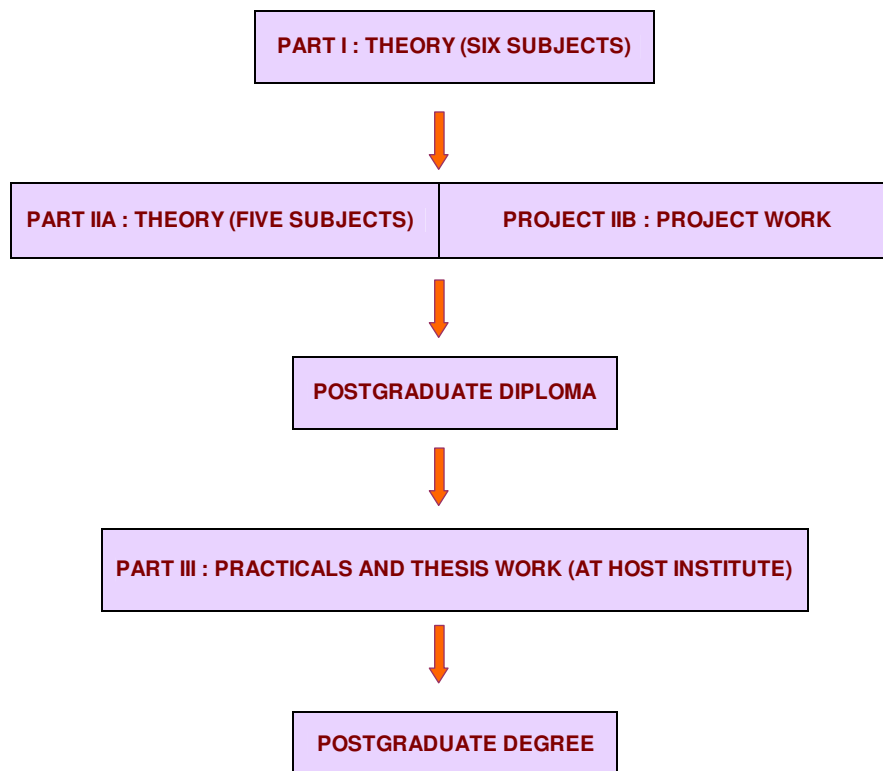 PART I : THEORY (SIX SUBJECTS)
PART IIA : THEORY (FIVE SUBJECTS)
PROJECT IIB : PROJECT WORK
POSTGRADUATE DIPLOMA
PART III : PRACTICALS AND THESIS WORK (AT HOST INSTITUTE)
POSTGRADUATE DEGREE